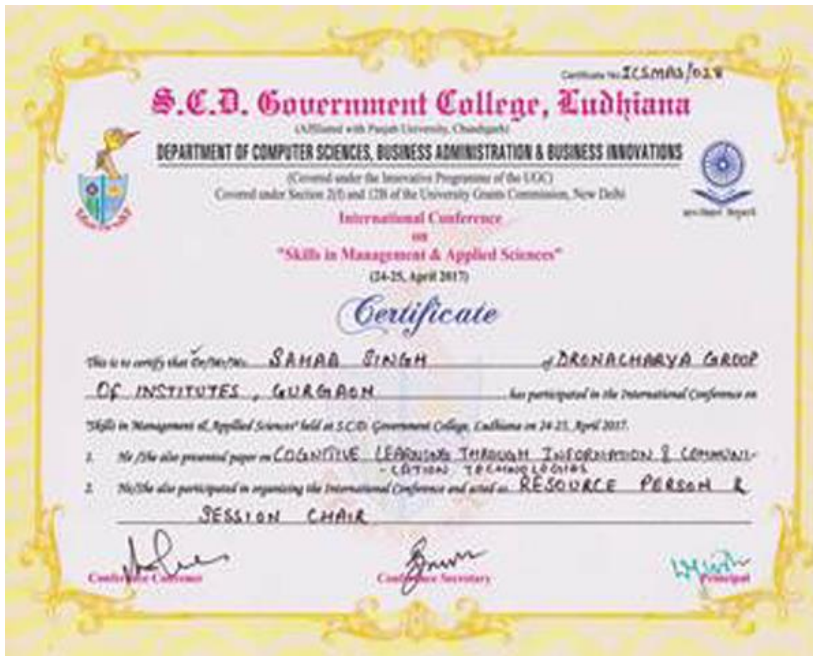 Certificate No. ICSMAS/028
S.C.D. Government College, Ludhiana
(Affiliated with Panjab University, Chandigarh)
DEPARTMENT OF COMPUTER SCIENCES, BUSINESS ADMINISTRATION & BUSINESS INNOVATIONS
(Covered under the Innovative Programme of the UGC)
Covered under Section 2(f) and 12B of the University Grants Commission, New Delhi
International Conference
on
"Skills in Management & Applied Sciences"
(24-25, April 2017)
Certificate
This is to certify that Dr/Mr/Ms. SAHAB SINGH of DRONACHARYA GROOP
OF INSTITUTES, GURGAON has participated in the International Conference on
"Skills in Management & Applied Sciences" held at S.C.D. Government College, Ludhiana on 24-25, April 2017.
1. He /She also presented paper on COGNITIVE LEARNING THROUGH INFORMATION & COMMUNI-
-CATION TECHNOLOGIES
2. He/She also participated in organizing the International Conference and acted as RESOURCE PERSON &
SESSION CHAIR
Conference Convener Conference Secretary Principal